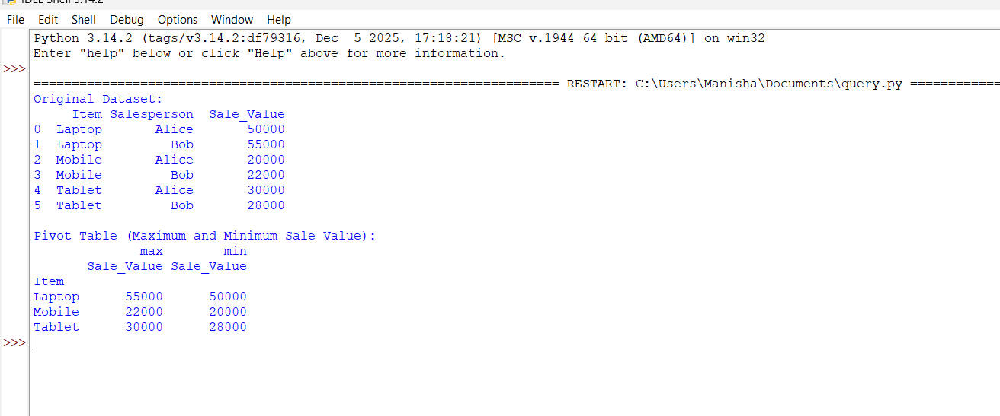 IDLE Shell 3.14.2
File Edit Shell Debug Options Window Help
Python 3.14.2 (tags/v3.14.2:df79316, Dec  5 2025, 17:18:21) [MSC v.1944 64 bit (AMD64)] on win32
Enter "help" below or click "Help" above for more information.
>>>
===================================================================== RESTART: C:\Users\Manisha\Documents\query.py ============
Original Dataset:
     Item Salesperson  Sale_Value
0  Laptop       Alice       50000
1  Laptop         Bob       55000
2  Mobile       Alice       20000
3  Mobile         Bob       22000
4  Tablet       Alice       30000
5  Tablet         Bob       28000
Pivot Table (Maximum and Minimum Sale Value):
              max        min
       Sale_Value Sale_Value
Item
Laptop      55000      50000
Mobile      22000      20000
Tablet      30000      28000
>>>